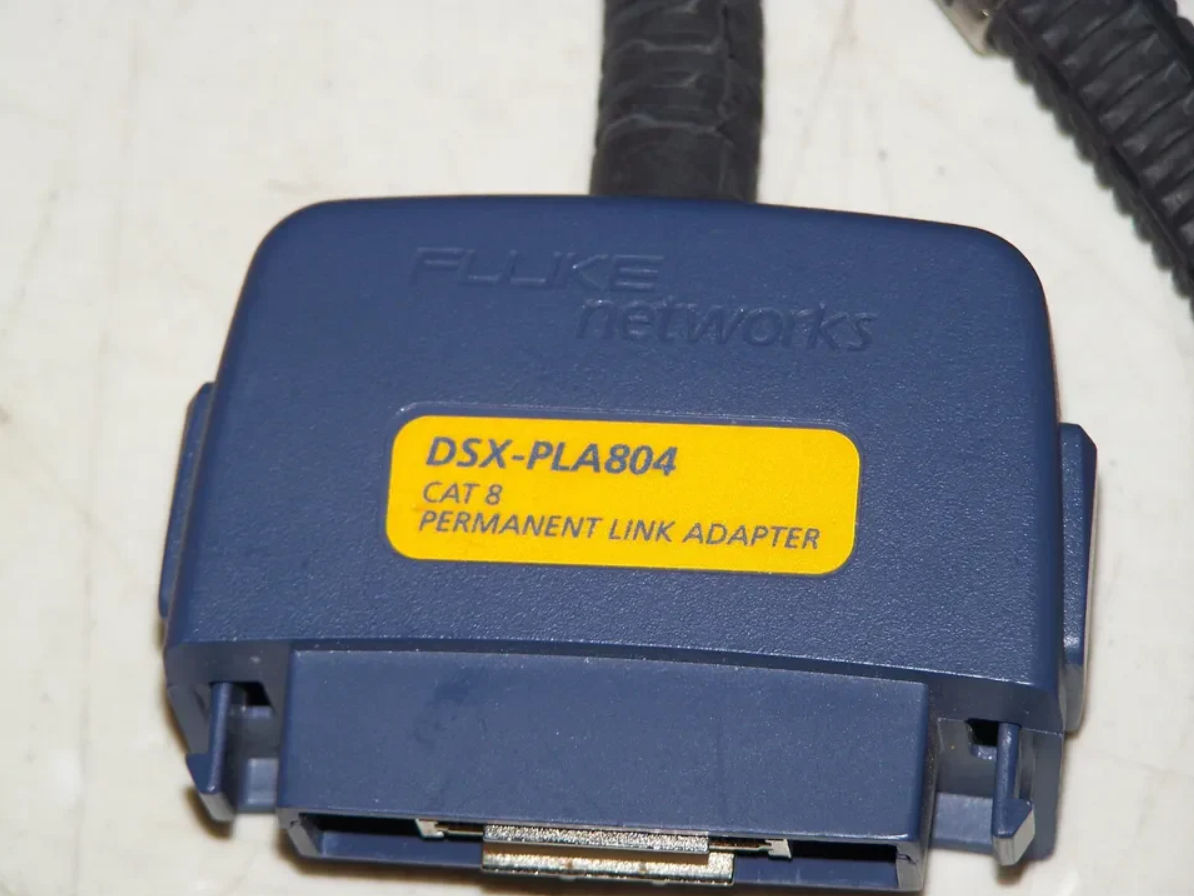 FLUKE
networks
DSX-PLA804
CAT 8
PERMANENT LINK ADAPTER